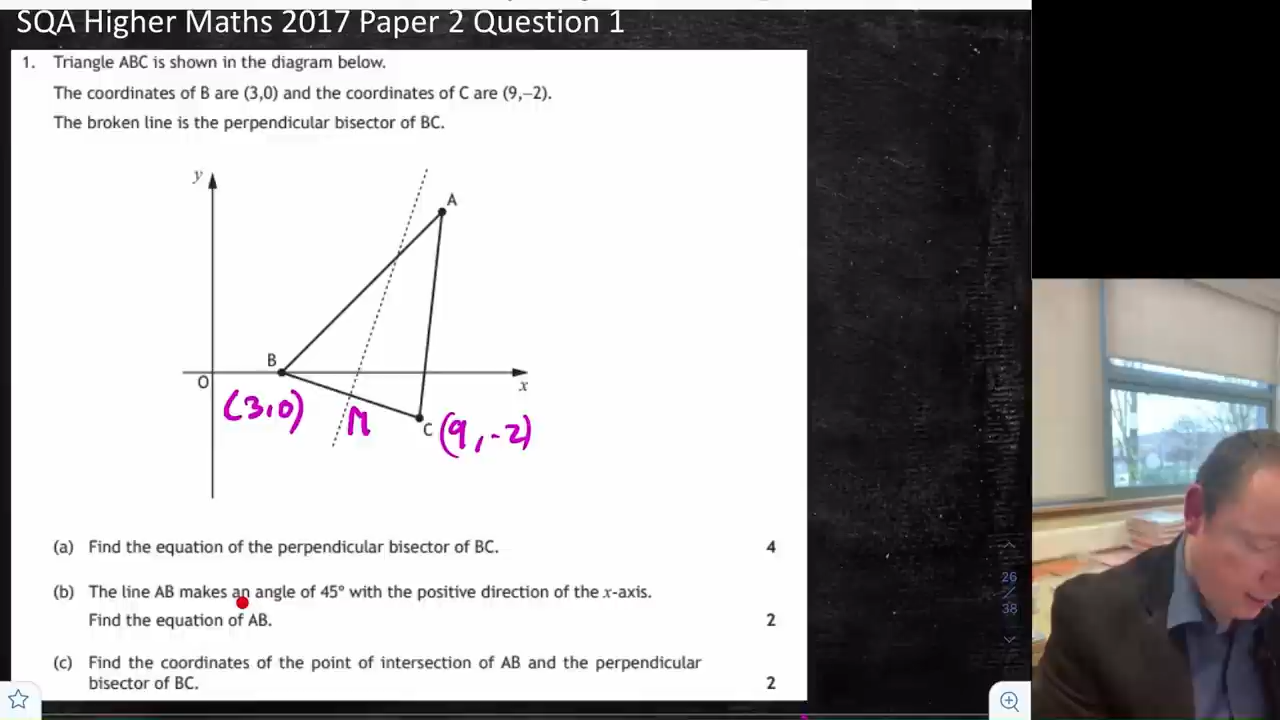 SQA Higher Maths 2017 Paper 2 Question 1
1. Triangle ABC is shown in the diagram below.
The coordinates of B are (3,0) and the coordinates of C are (9,−2).
The broken line is the perpendicular bisector of BC.
y
A
B
O
x
(3,0)
M
C (9,-2)
(a) Find the equation of the perpendicular bisector of BC. 4
(b) The line AB makes an angle of 45° with the positive direction of the x-axis.
Find the equation of AB. 2
(c) Find the coordinates of the point of intersection of AB and the perpendicular
bisector of BC. 2
26
/
38